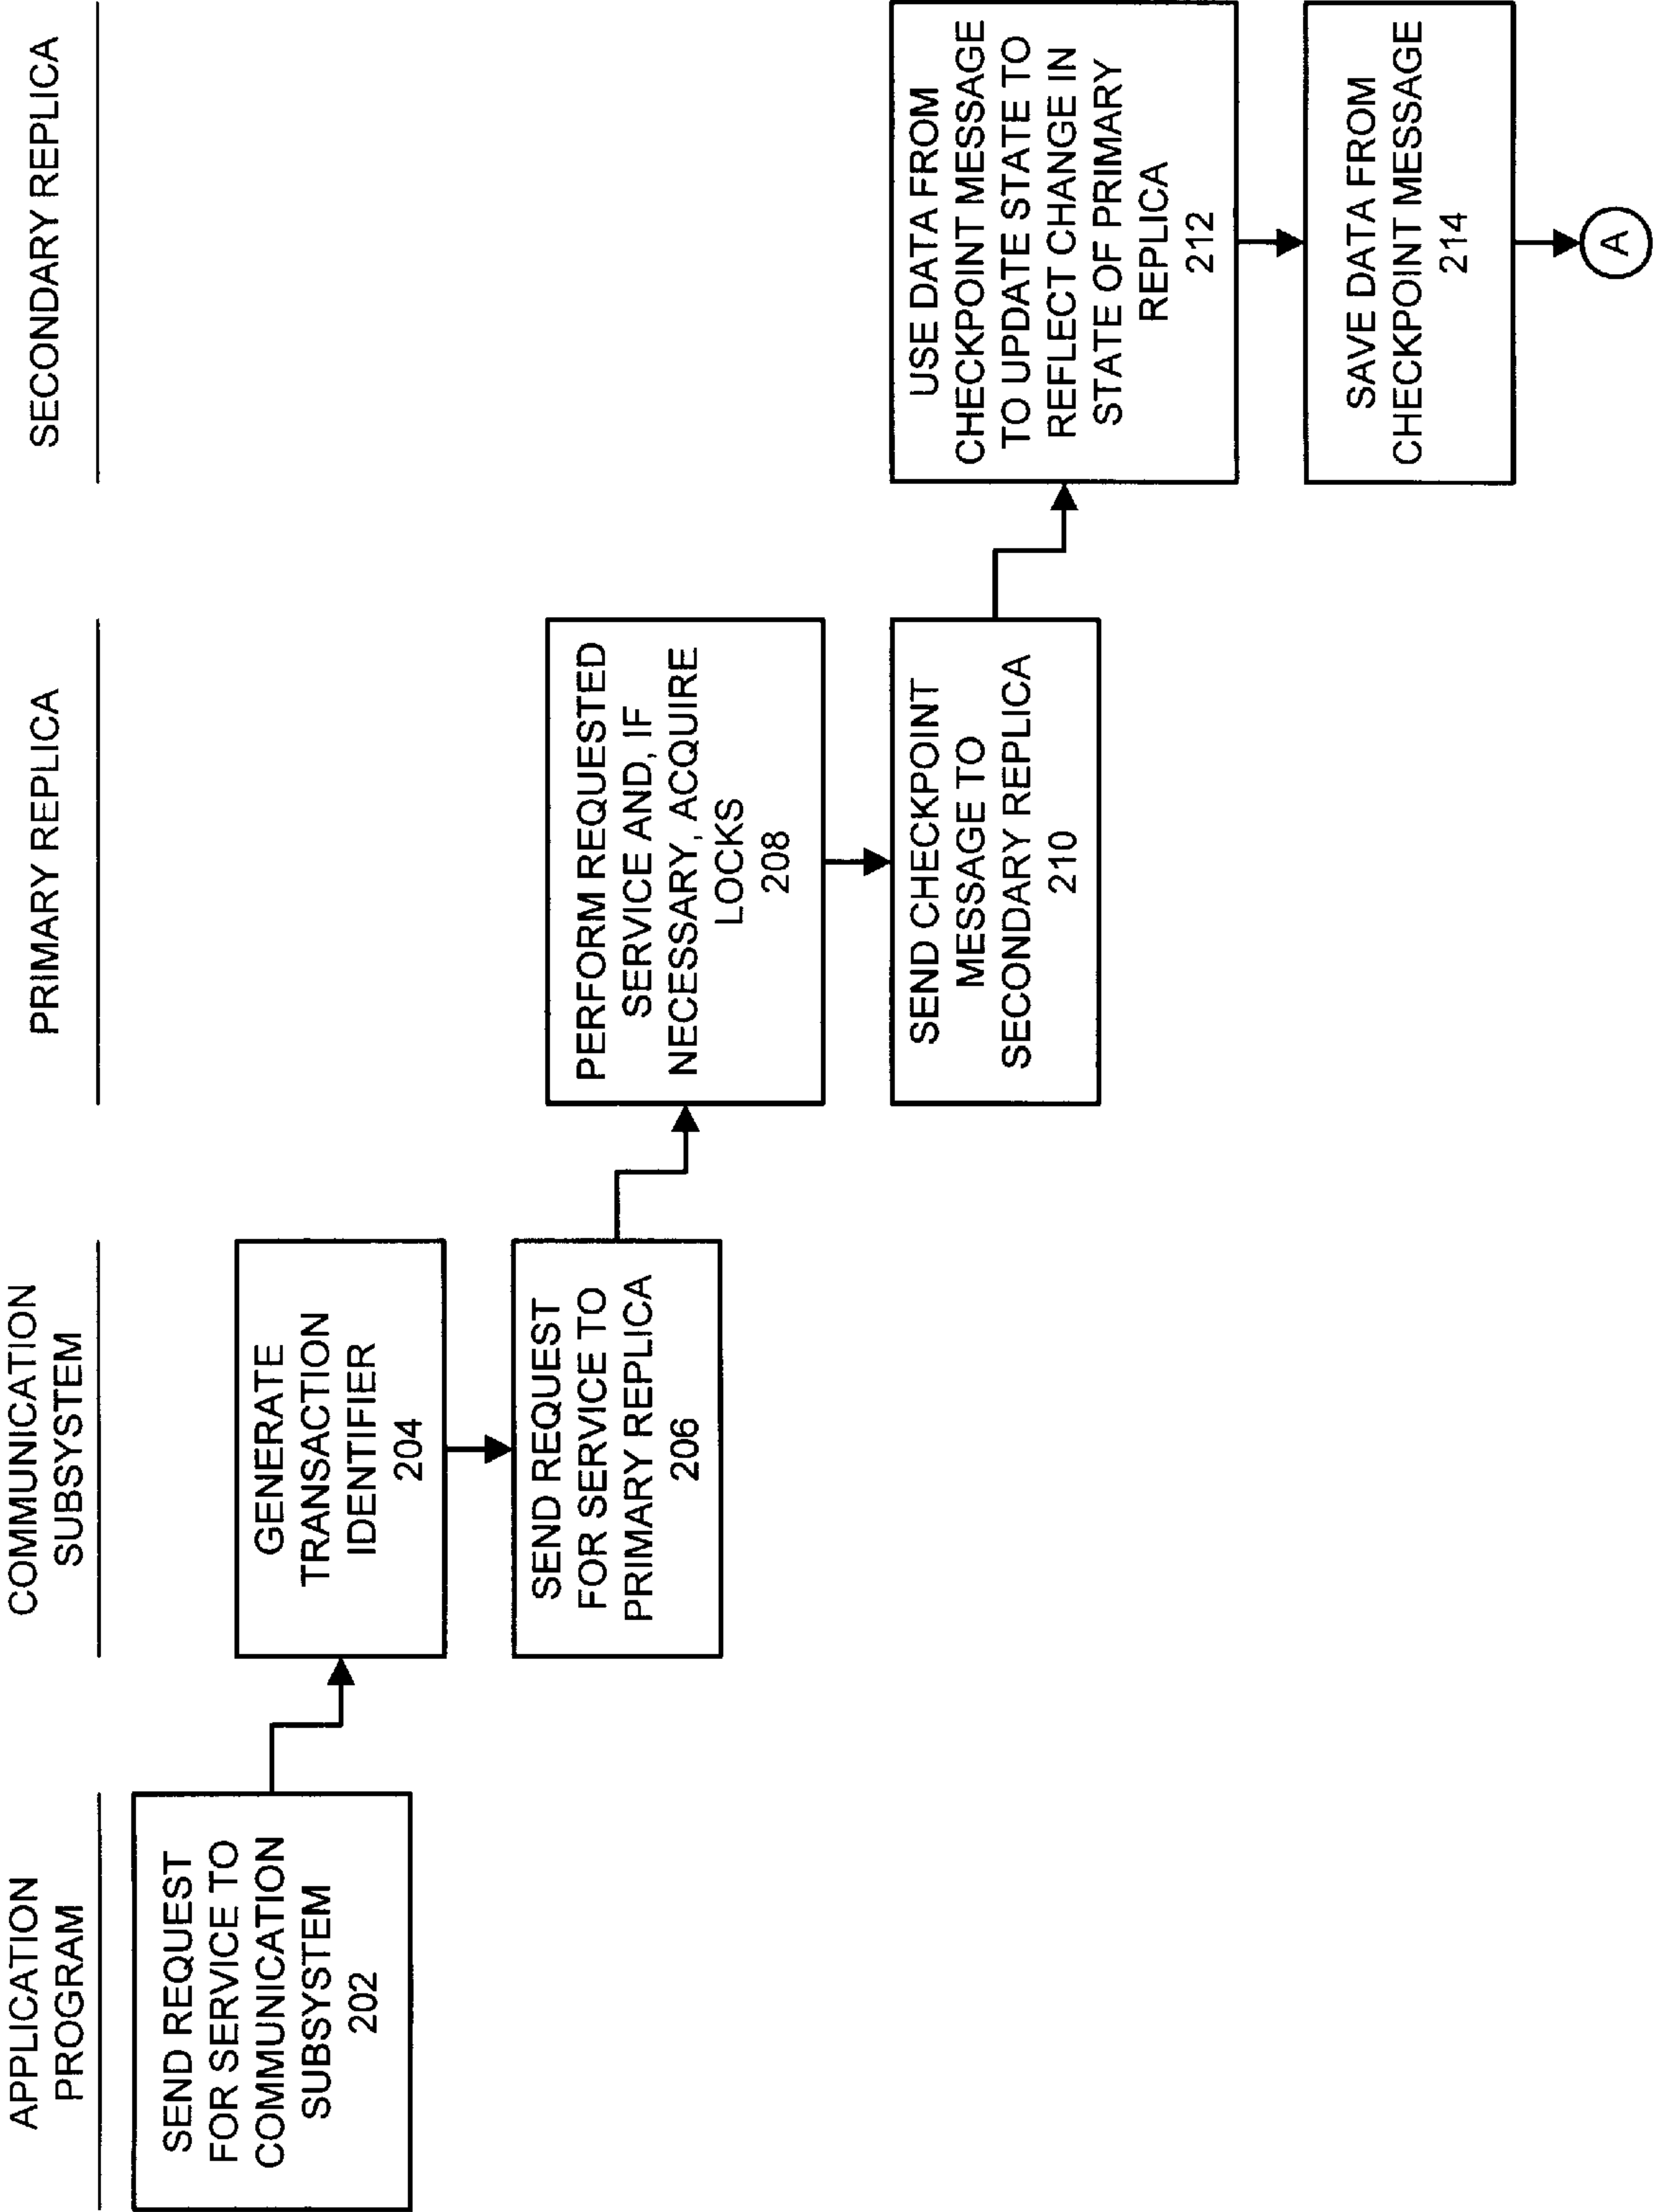 APPLICATION
PROGRAM
COMMUNICATION
SUBSYSTEM
PRIMARY REPLICA
SECONDARY REPLICA
SEND REQUEST
FOR SERVICE TO
COMMUNICATION
SUBSYSTEM
202
GENERATE
TRANSACTION
IDENTIFIER
204
SEND REQUEST
FOR SERVICE TO
PRIMARY REPLICA
206
PERFORM REQUESTED
SERVICE AND, IF
NECESSARY, ACQUIRE
LOCKS
208
SEND CHECKPOINT
MESSAGE TO
SECONDARY REPLICA
210
USE DATA FROM
CHECKPOINT MESSAGE
TO UPDATE STATE TO
REFLECT CHANGE IN
STATE OF PRIMARY
REPLICA
212
SAVE DATA FROM
CHECKPOINT MESSAGE
214
A